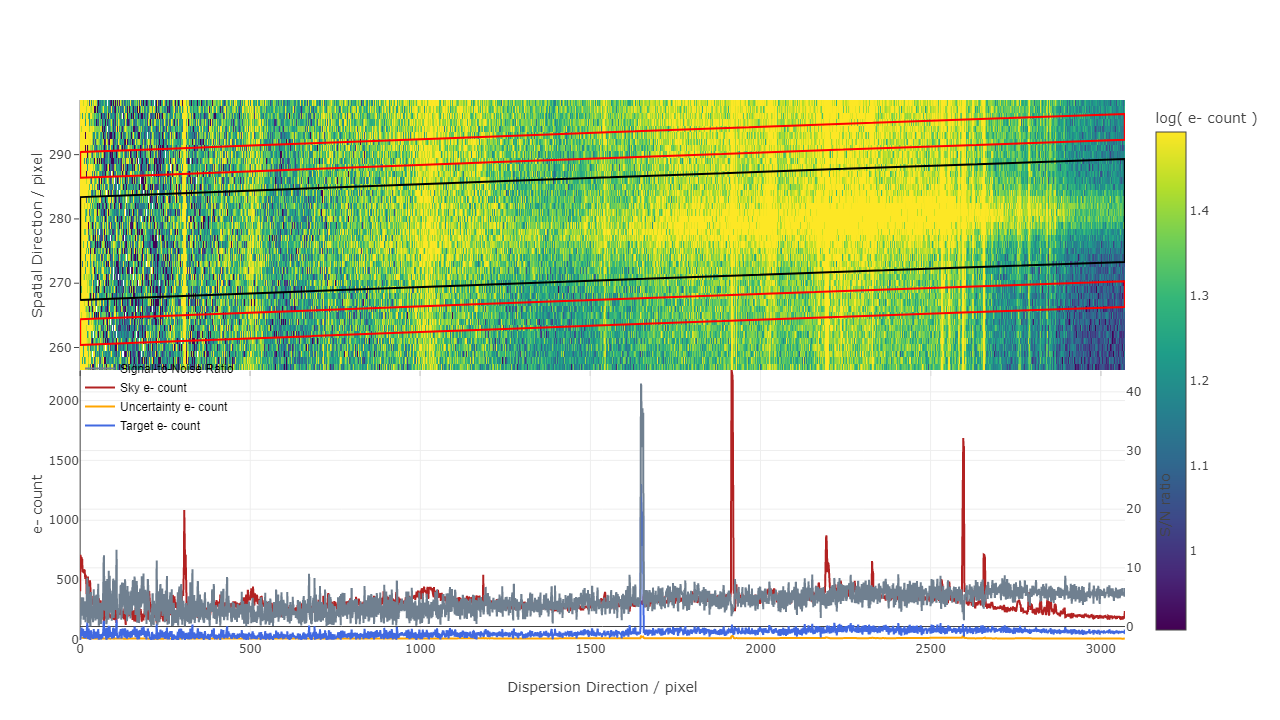 log( e- count )
290
280
270
260
Spatial Direction / pixel
1.4
1.3
1.2
1.1
1
Signal to Noise Ratio
Sky e- count
Uncertainty e- count
Target e- count
2000
1500
1000
500
0
e- count
40
30
20
10
0
S/N ratio
0
500
1000
1500
2000
2500
3000
Dispersion Direction / pixel